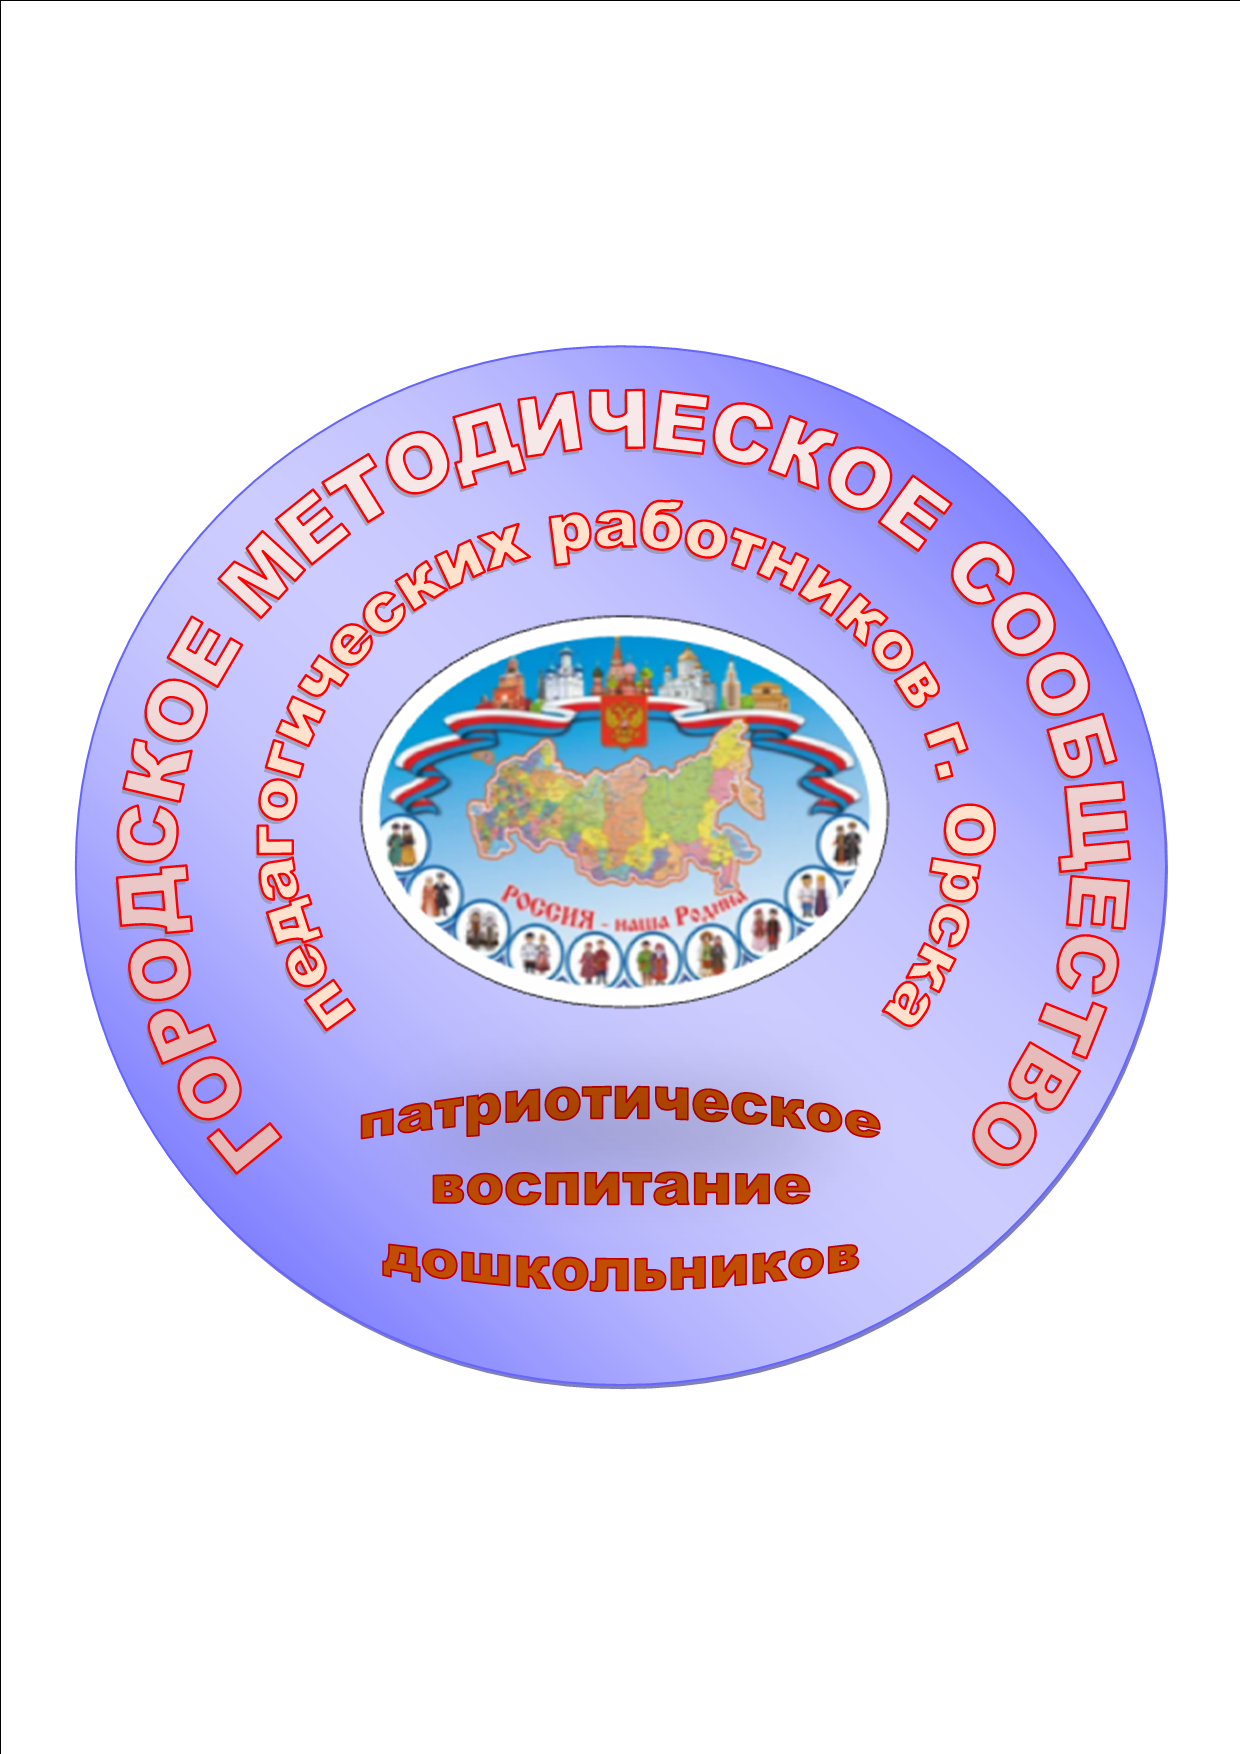 ГОРОДСКОЕ МЕТОДИЧЕСКОЕ СООБЩЕСТВО
педагогических работников г. Орска
РОССИЯ - наша Родина
патриотическое
воспитание
дошкольников